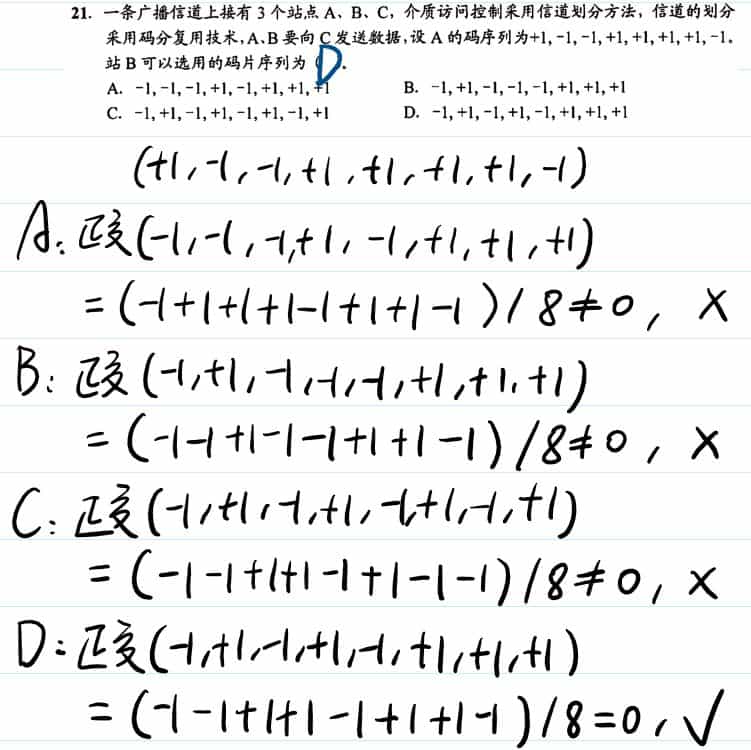 21. 一条广播信道上接有 3 个站点 A、B、C，介质访问控制采用信道划分方法，信道的划分
采用码分复用技术，A、B 要向 C 发送数据，设 A 的码序列为+1, -1, -1, +1, +1, +1, +1, -1。
站 B 可以选用的码片序列为 ( D ).
A. -1, -1, -1, +1, -1, +1, +1, +1 B. -1, +1, -1, -1, -1, +1, +1, +1
C. -1, +1, -1, +1, -1, +1, -1, +1 D. -1, +1, -1, +1, -1, +1, +1, +1
(+1, -1, -1, +1, +1, +1, +1, -1)
A: 正交(-1, -1, -1, +1, -1, +1, +1, +1)
= (-1+1+1+1-1+1+1-1)/8≠0, ×
B: 正交(-1, +1, -1, -1, -1, +1, +1, +1)
= (-1-1+1-1-1+1+1-1)/8≠0, ×
C: 正交(-1, +1, -1, +1, -1, +1, -1, +1)
= (-1-1+1+1-1+1-1-1)/8≠0, ×
D: 正交(-1, +1, -1, +1, -1, +1, +1, +1)
= (-1-1+1+1-1+1+1-1)/8=0, √